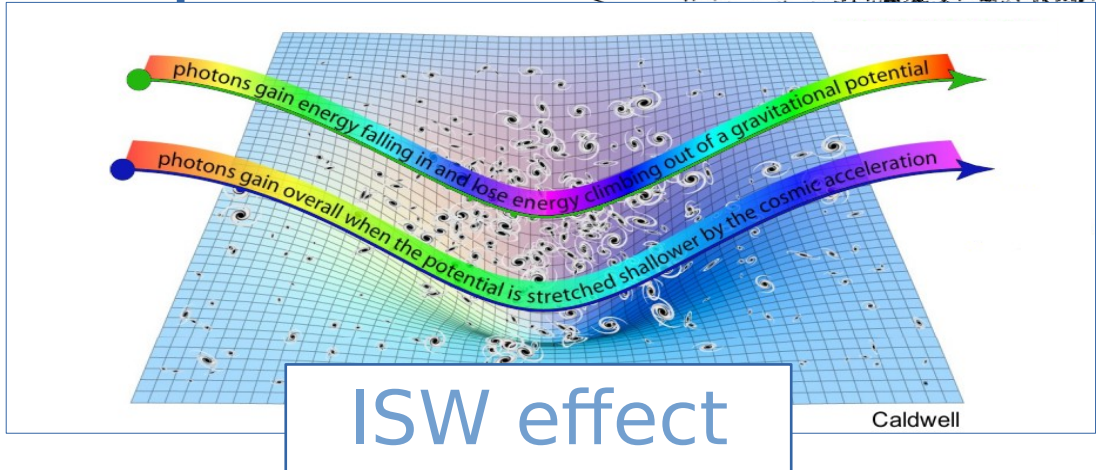 photons gain energy falling in and lose energy climbing out of a gravitational potential
photons gain overall when the potential is stretched shallower by the cosmic acceleration
ISW effect
Caldwell